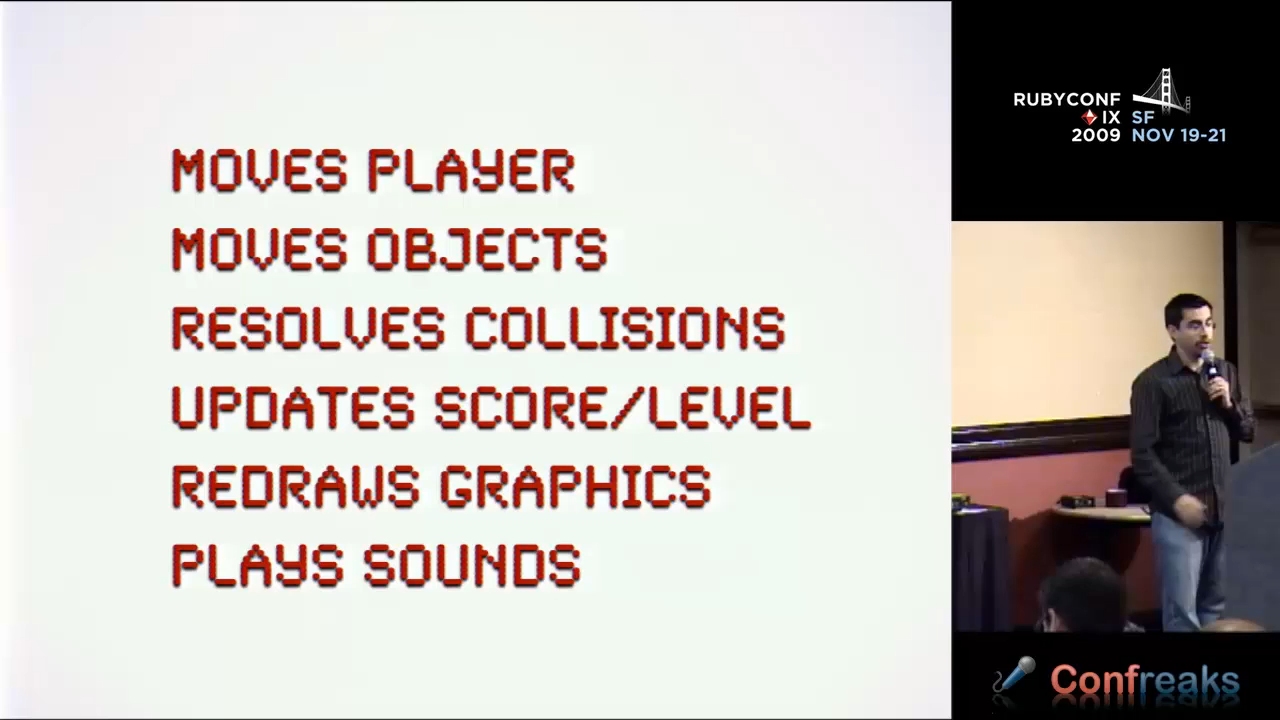 MOVES PLAYER
MOVES OBJECTS
RESOLVES COLLISIONS
UPDATES SCORE/LEVEL
REDRAWS GRAPHICS
PLAYS SOUNDS
RUBYCONF
IX SF
2009 NOV 19-21
Confreaks